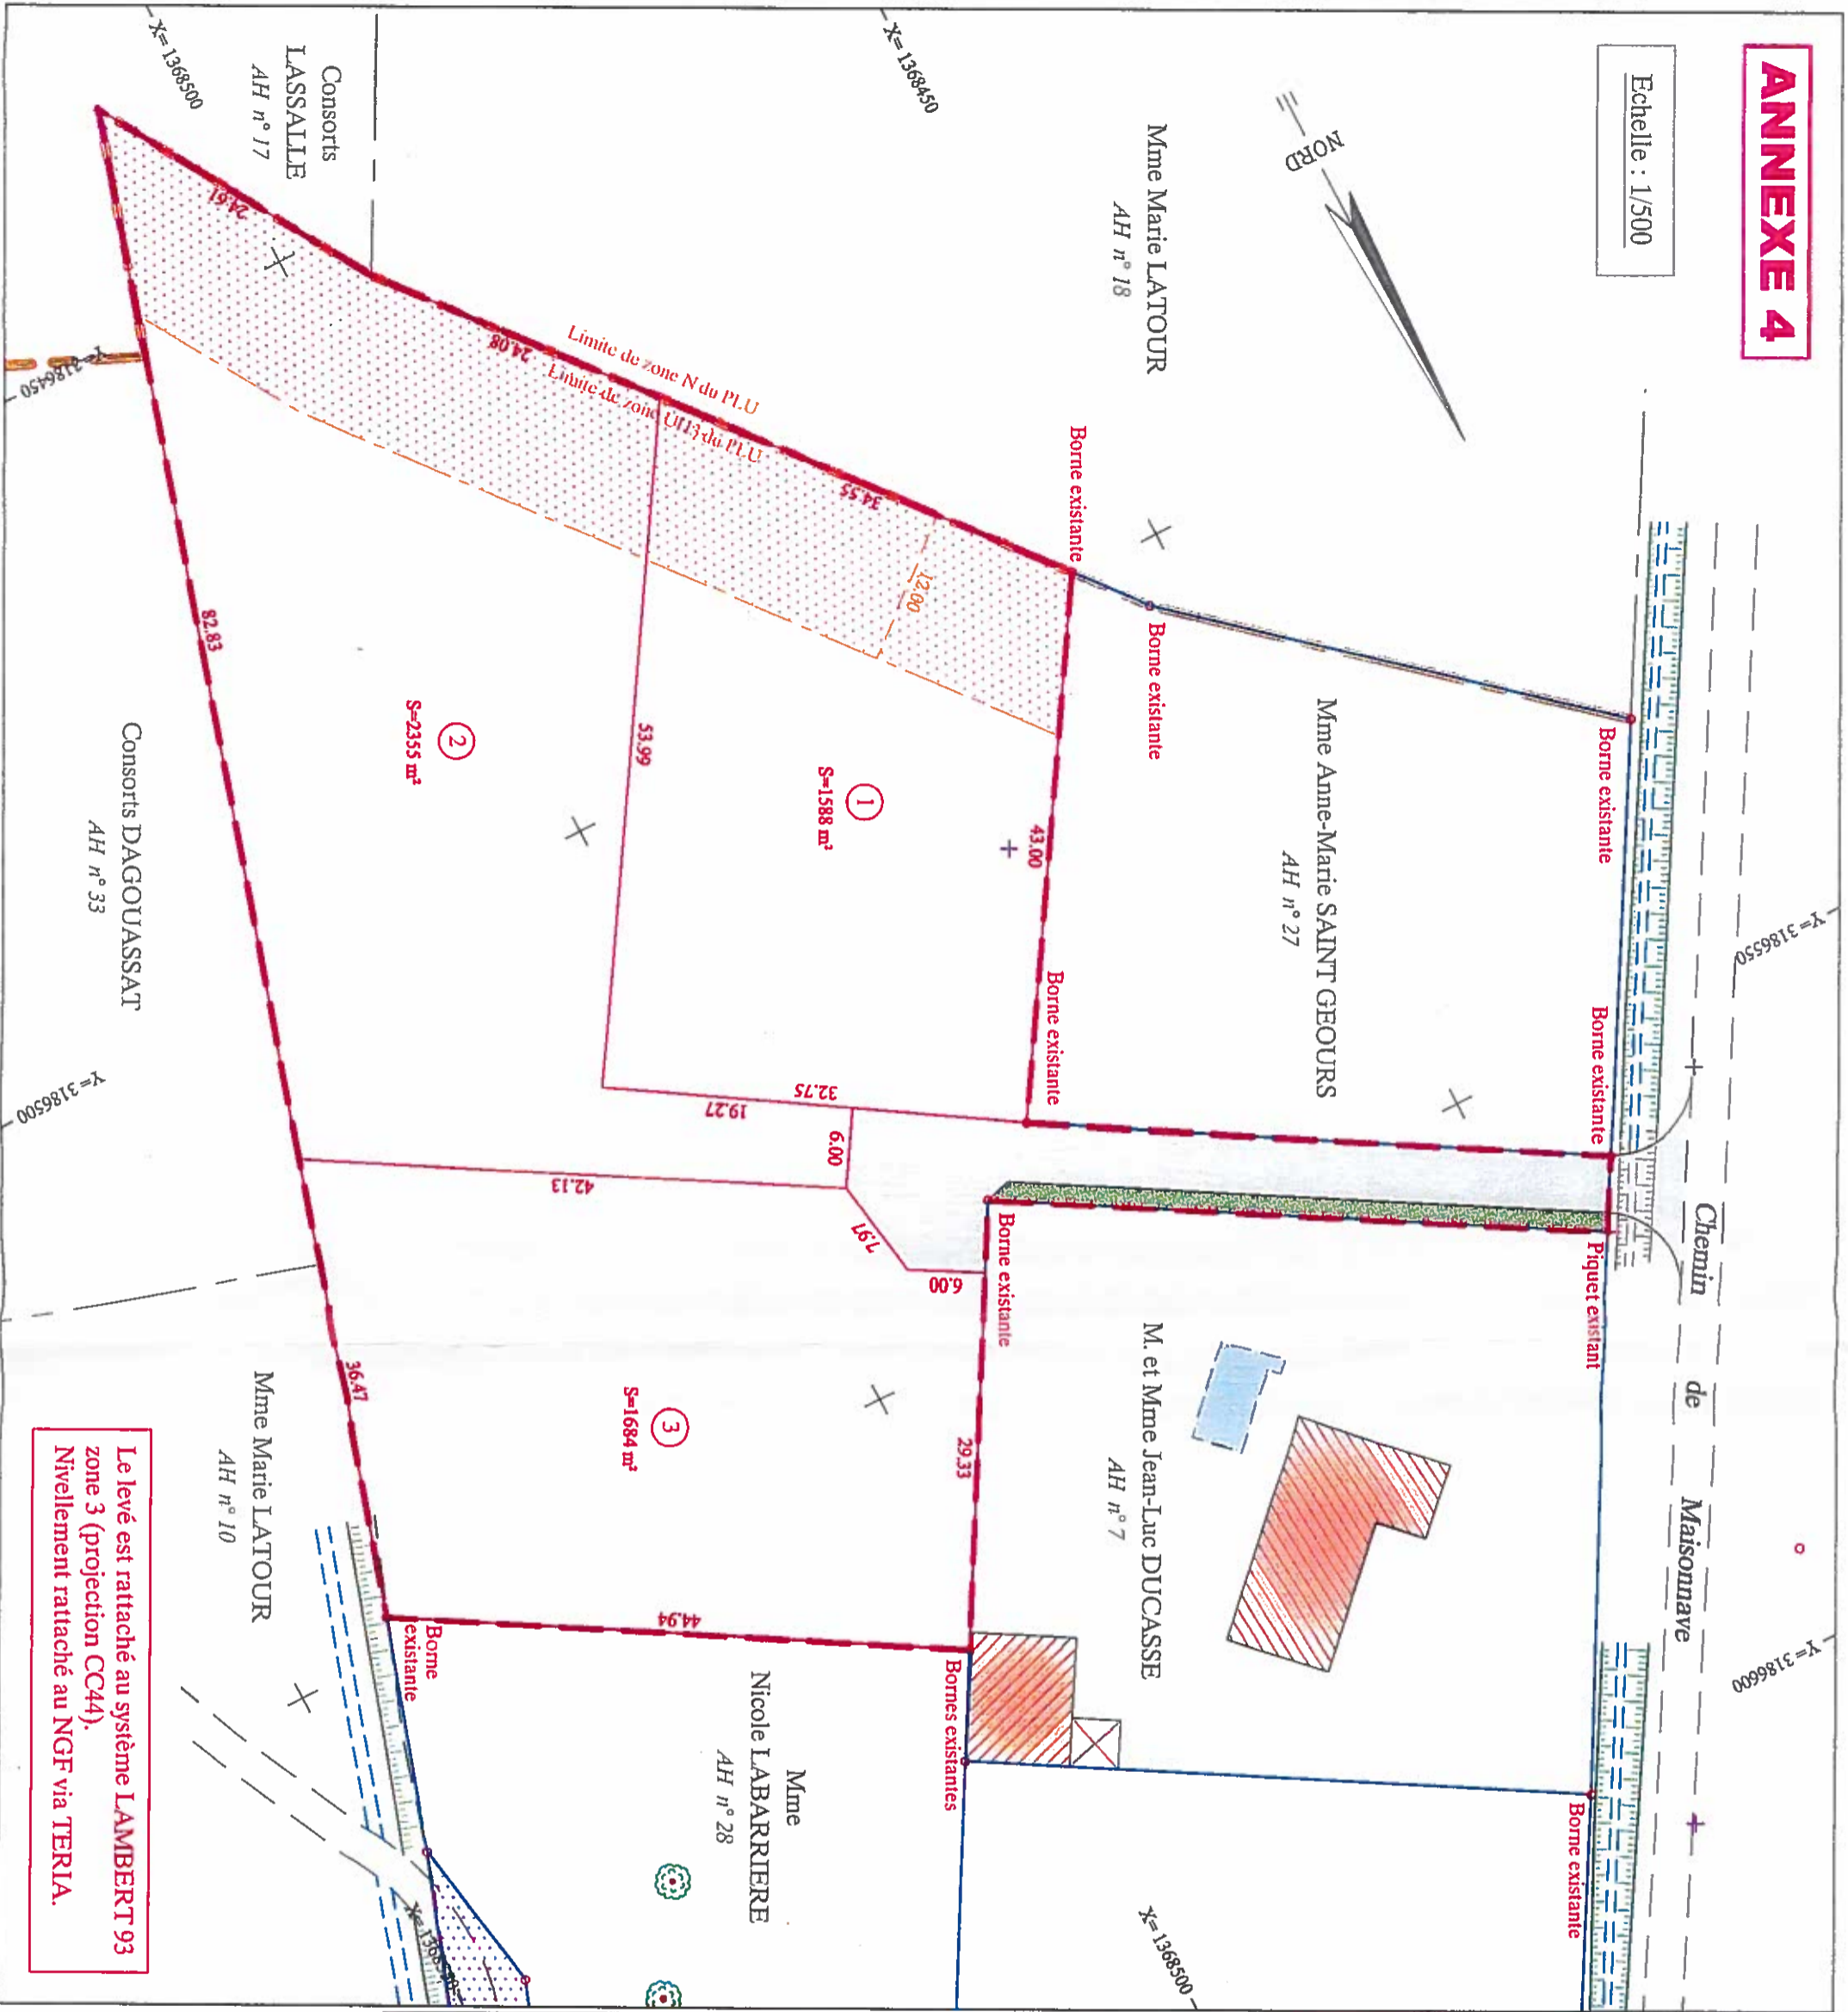 ANNEXE 4
Echelle : 1/500
NORD
X= 1368500
X= 1368450
Consorts
LASSALLE
AH n° 17
Mme Marie LATOUR
AH n° 18
Chemin de Maisonnave
Y= 3186550
Y= 3186600
Borne existante
Borne existante
Borne existante
Borne existante
Piquet existant
Borne existante
Mme Anne-Marie SAINT GEOURS
AH n° 27
43.00
Borne existante
Limite de zone N du PLU
Limite de zone UH3 du PLU
24.61
24.08
34.55
12.00
1
S=1588 m²
53.99
2
S=2355 m²
82.83
32.75
19.27
6.00
7.91
6.00
42.13
Y= 3186450
Consorts DAGOUASSAT
AH n° 33
Y= 3186500
Borne existante
M. et Mme Jean-Luc DUCASSE
AH n° 7
29.33
3
S=1684 m²
36.47
44.94
Bornes existantes
Borne
existante
Mme
Nicole LABARRIERE
AH n° 28
Mme Marie LATOUR
AH n° 10
X= 1368500
Le levé est rattaché au système LAMBERT 93
zone 3 (projection CC44).
Nivellement rattaché au NGF via TERIA.